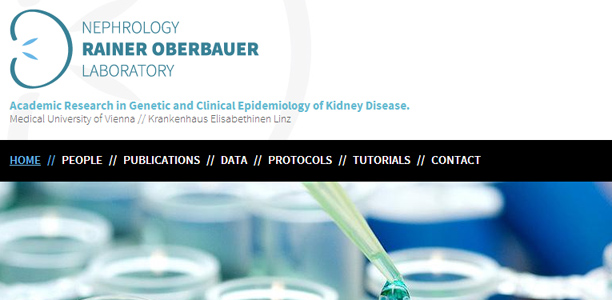 NEPHROLOGY
RAINER OBERBAUER
LABORATORY
Academic Research in Genetic and Clinical Epidemiology of Kidney Disease.
Medical University of Vienna // Krankenhaus Elisabethinen Linz
HOME // PEOPLE // PUBLICATIONS // DATA // PROTOCOLS // TUTORIALS // CONTACT